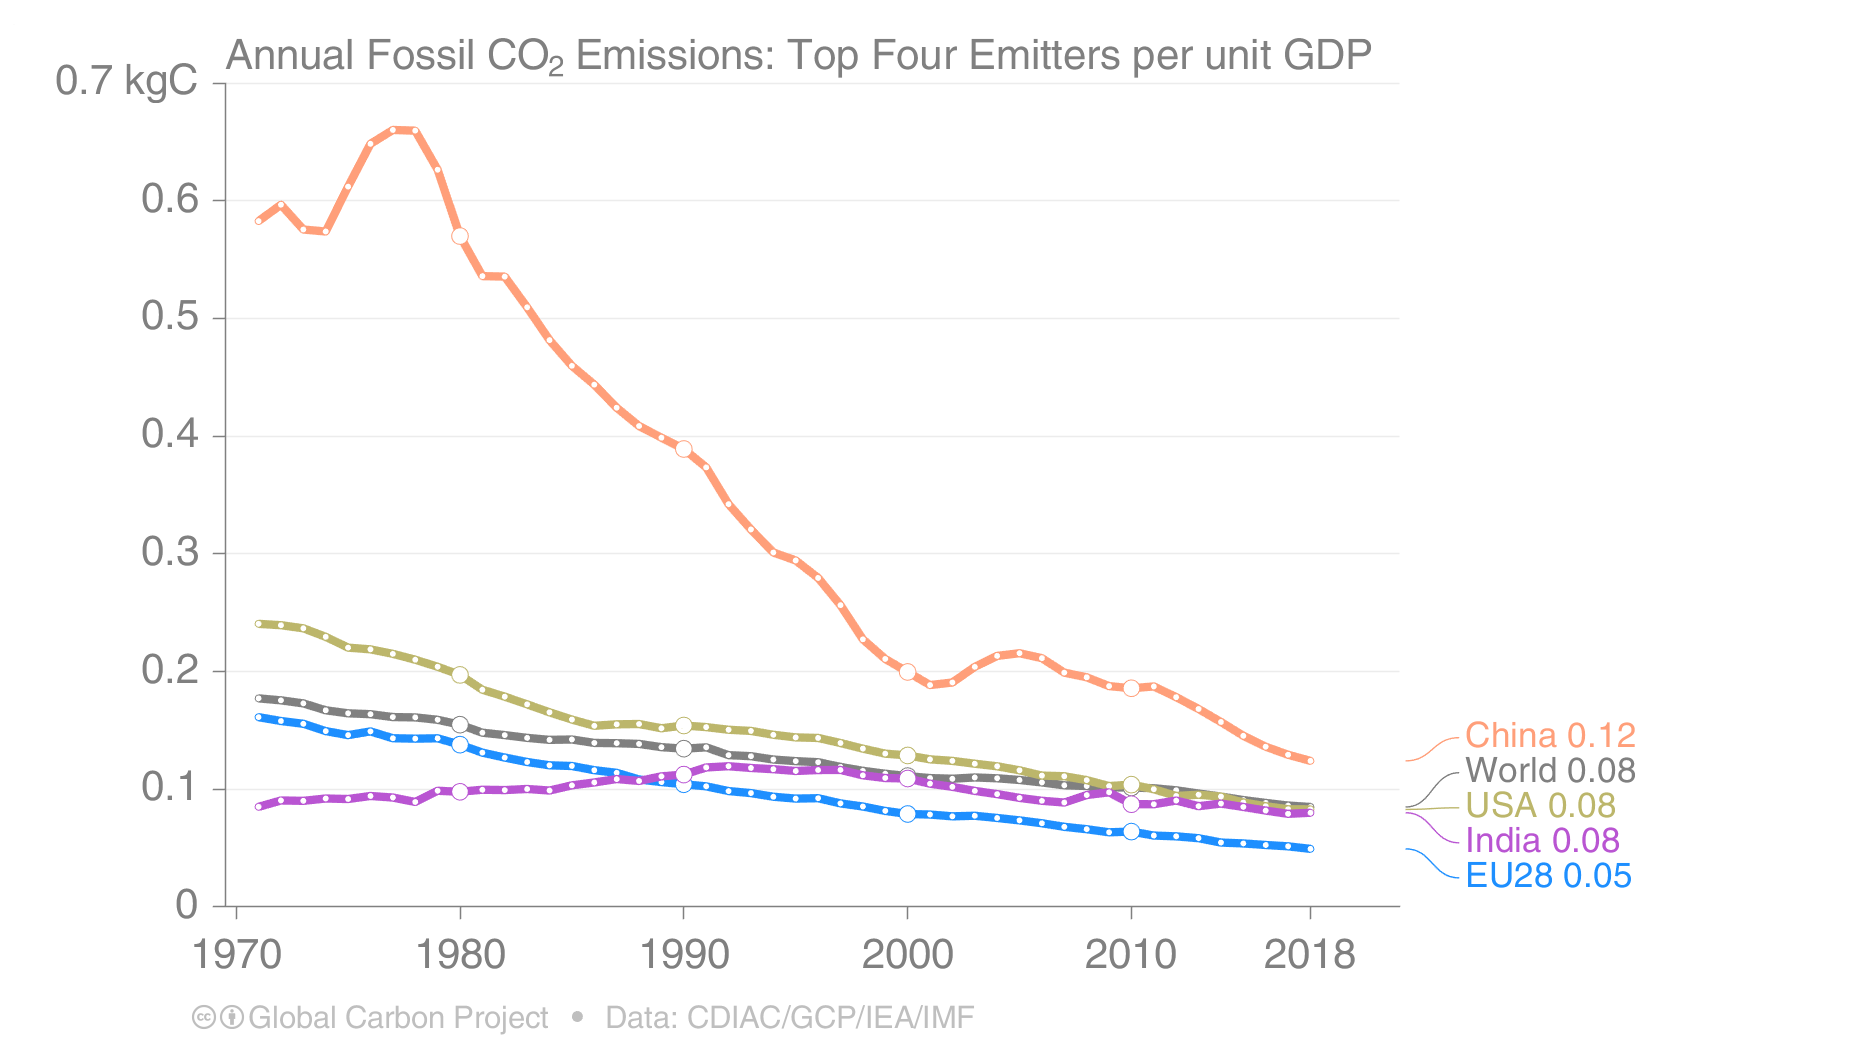 Annual Fossil CO₂ Emissions: Top Four Emitters per unit GDP
0.7 kgC
0.6
0.5
0.4
0.3
0.2
0.1
0
1970 1980 1990 2000 2010 2018
China 0.12
World 0.08
USA 0.08
India 0.08
EU28 0.05
cc Global Carbon Project • Data: CDIAC/GCP/IEA/IMF